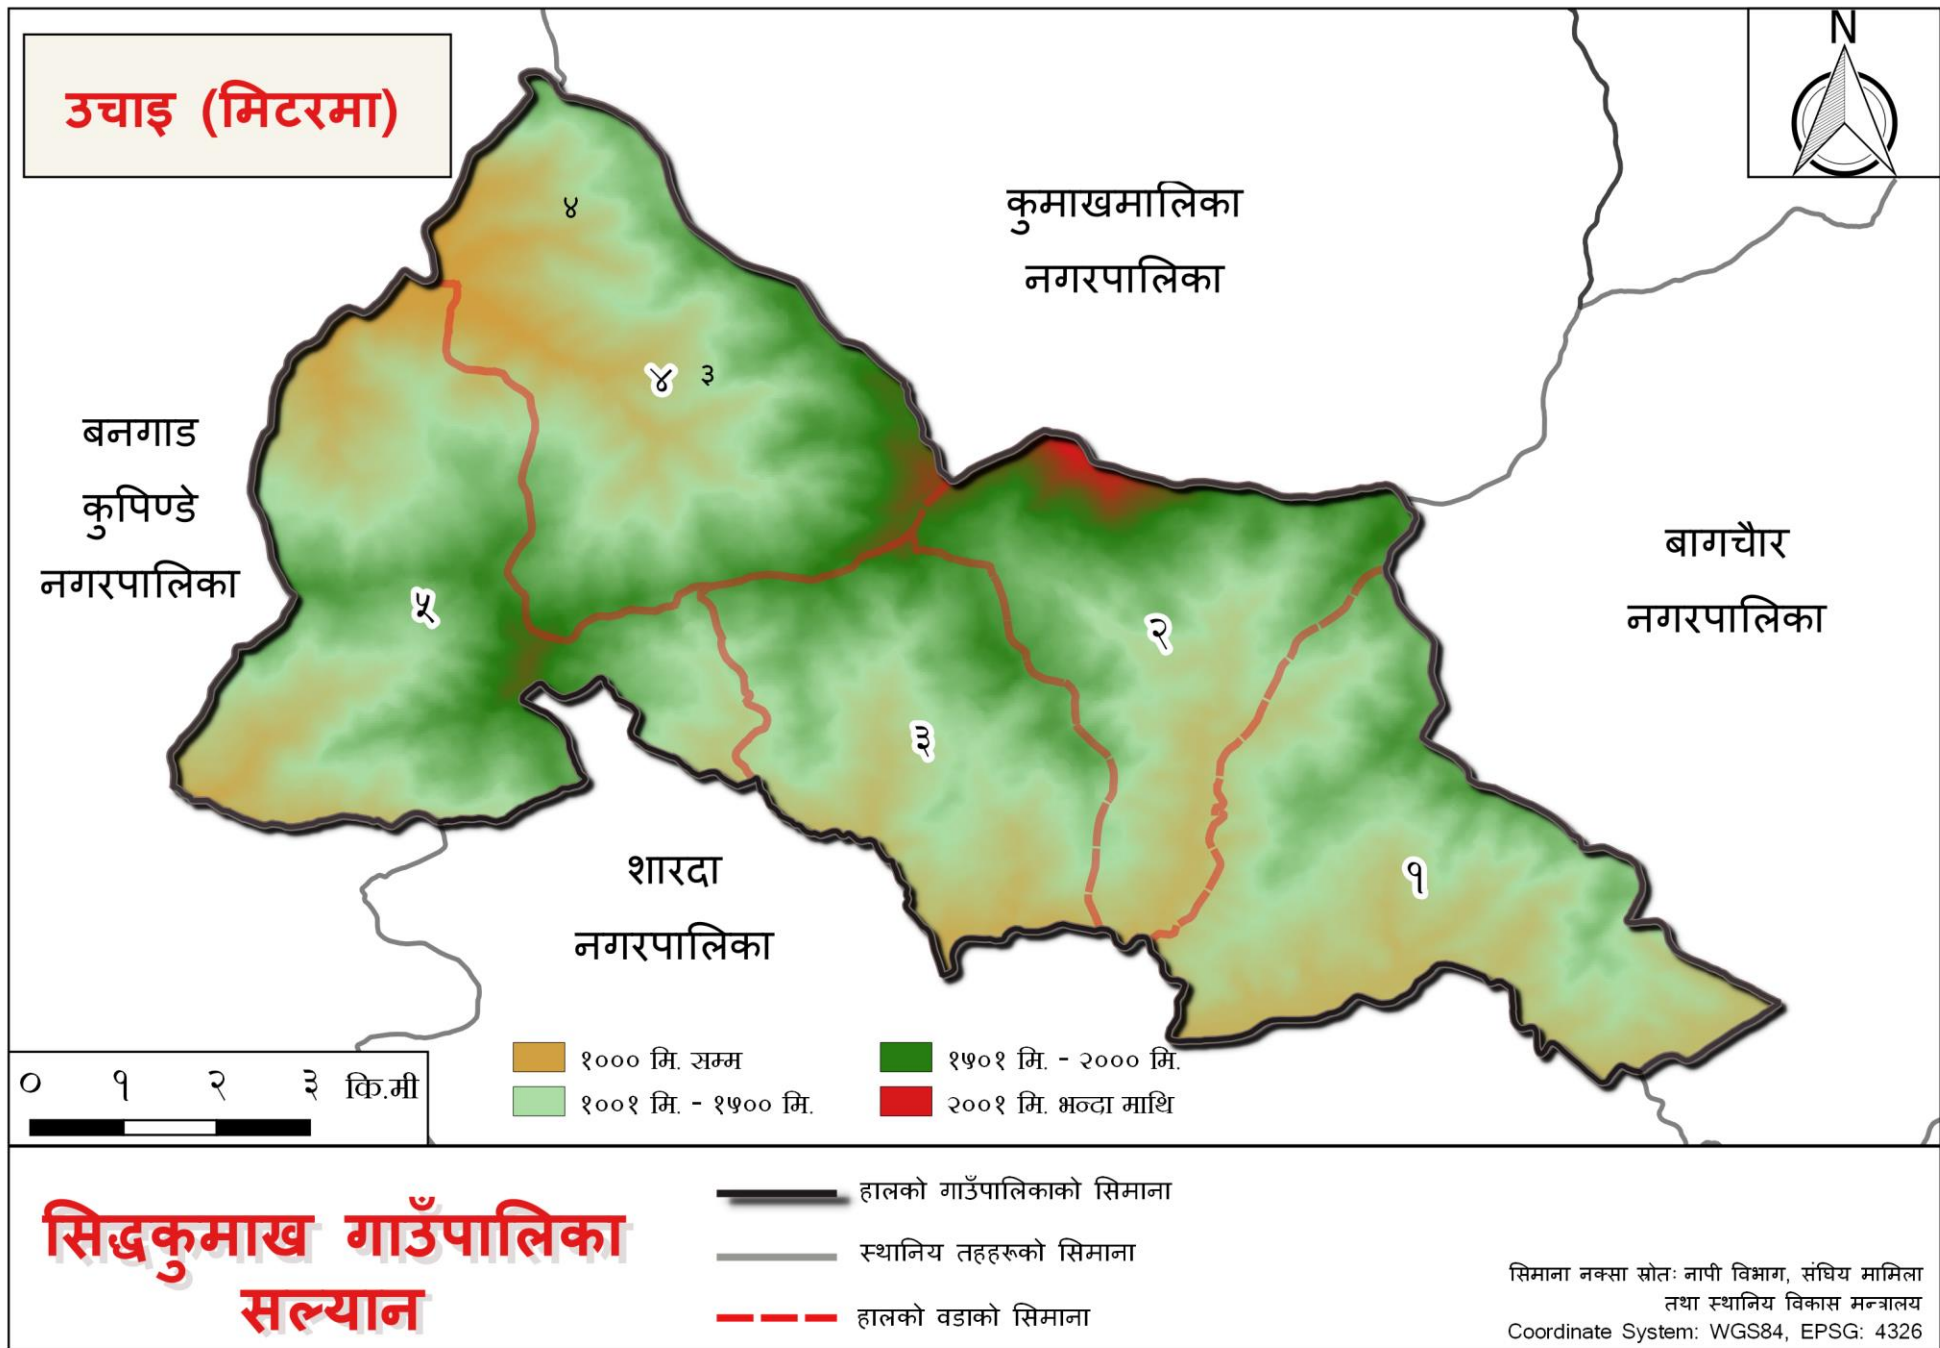 उचाइ (मिटरमा)
N
४
कुमाखमालिका
नगरपालिका
४ ३
बनगाड
कुपिण्डे
नगरपालिका
बागचैार
नगरपालिका
५
२
३
१
शारदा
नगरपालिका
० १ २ ३ कि.मी
१००० मि. सम्म
१००१ मि. - १५०० मि.
१५०१ मि. - २००० मि.
२००१ मि. भन्दा माथि
सिद्धकुमाख गाउँपालिका
सल्यान
हालको गाउँपालिकाको सिमाना
स्थानिय तहहरूको सिमाना
हालको वडाको सिमाना
सिमाना नक्सा स्रोतः नापी विभाग, संघिय मामिला
तथा स्थानिय विकास मन्त्रालय
Coordinate System: WGS84, EPSG: 4326